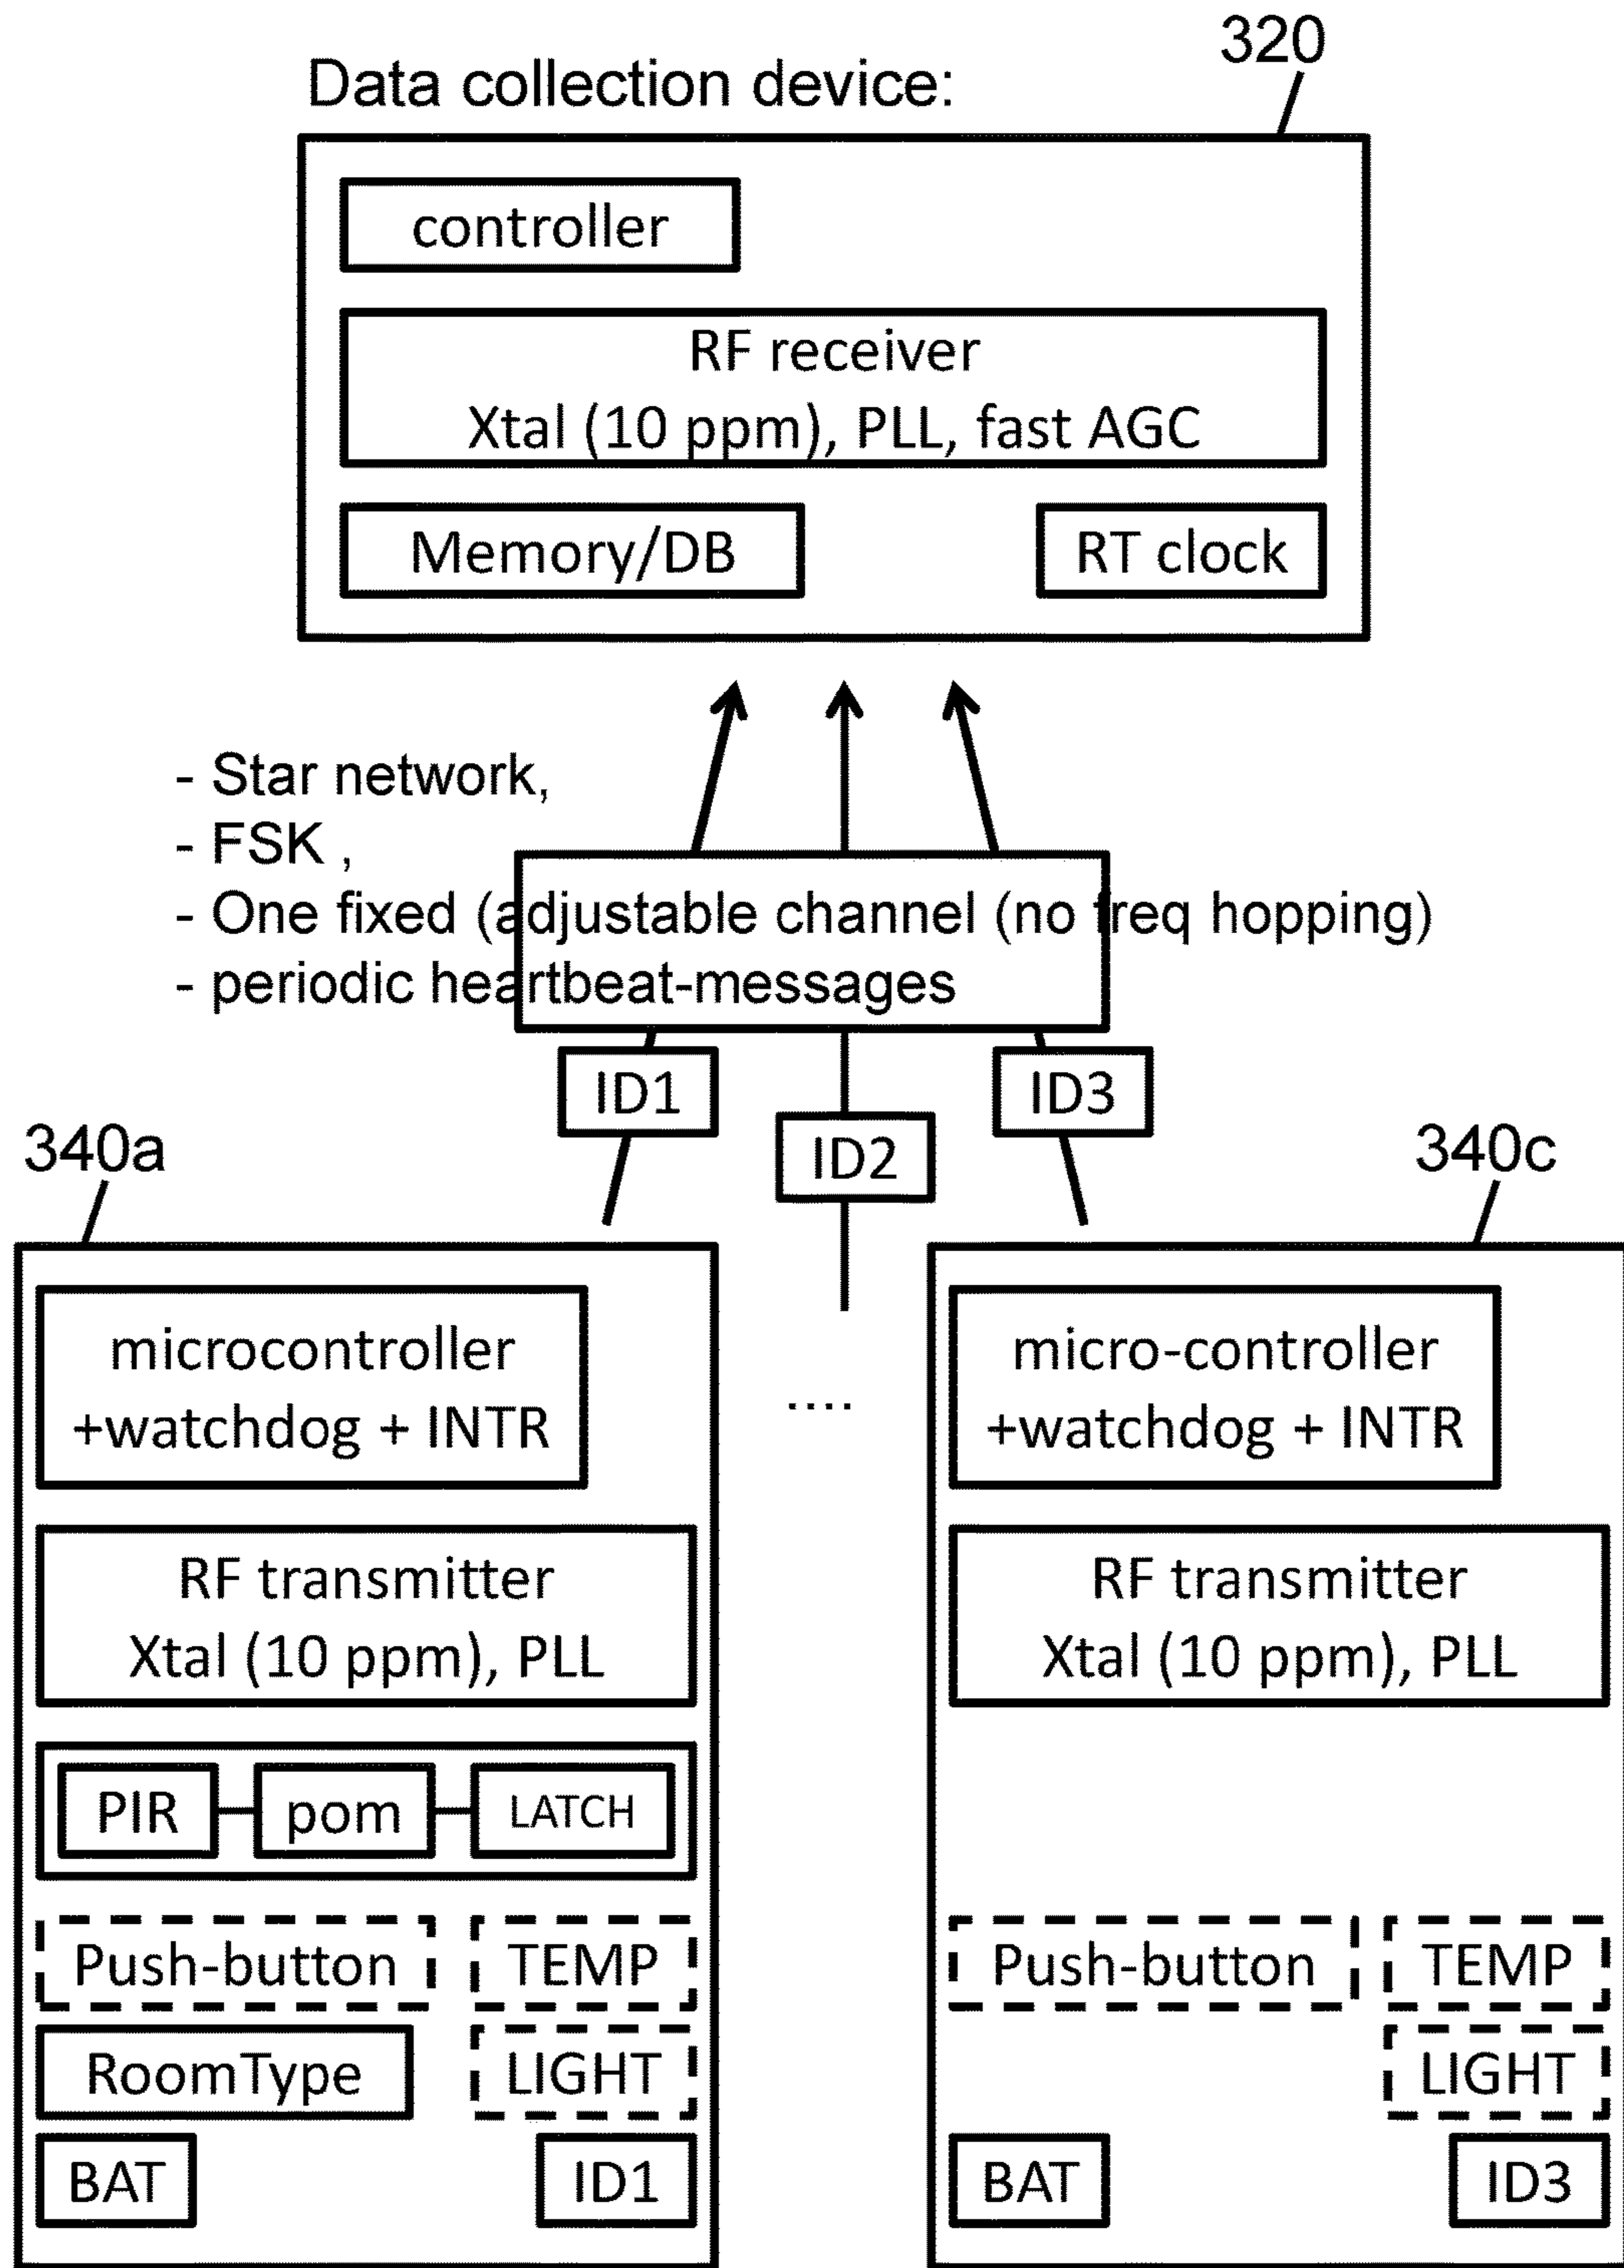 320
Data collection device:
controller
RF receiver
Xtal (10 ppm), PLL, fast AGC
Memory/DB
RT clock
- Star network,
- FSK ,
- One fixed (adjustable channel (no freq hopping)
- periodic heartbeat-messages
ID1
ID2
ID3
340a
microcontroller
+watchdog + INTR
RF transmitter
Xtal (10 ppm), PLL
PIR
pom
LATCH
Push-button
TEMP
RoomType
LIGHT
BAT
ID1
....
340c
micro-controller
+watchdog + INTR
RF transmitter
Xtal (10 ppm), PLL
Push-button
TEMP
LIGHT
BAT
ID3